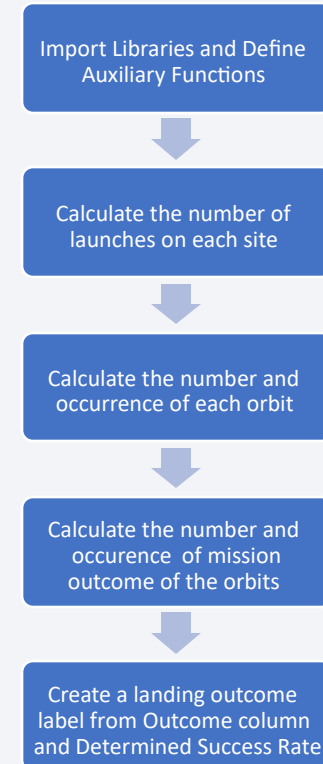 Import Libraries and Define
Auxiliary Functions
Calculate the number of
launches on each site
Calculate the number and
occurrence of each orbit
Calculate the number and
occurence of mission
outcome of the orbits
Create a landing outcome
label from Outcome column
and Determined Success Rate